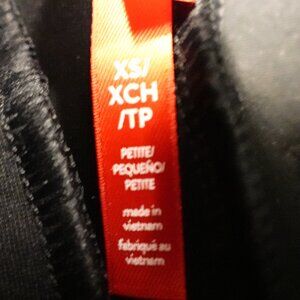 XS/
XCH
/TP
PETITE/
PEQUEÑO/
PETITE
made in
vietnam
fabriqué au
vietnam